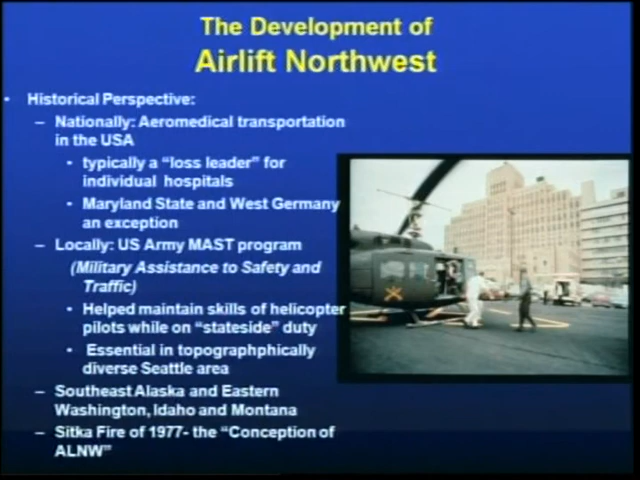 The Development of
Airlift Northwest
• Historical Perspective:
– Nationally: Aeromedical transportation
in the USA
• typically a “loss leader” for
individual hospitals
• Maryland State and West Germany
an exception
– Locally: US Army MAST program
(Military Assistance to Safety and
Traffic)
• Helped maintain skills of helicopter
pilots while on “stateside” duty
• Essential in topographphically
diverse Seattle area
– Southeast Alaska and Eastern
Washington, Idaho and Montana
– Sitka Fire of 1977- the “Conception of
ALNW”